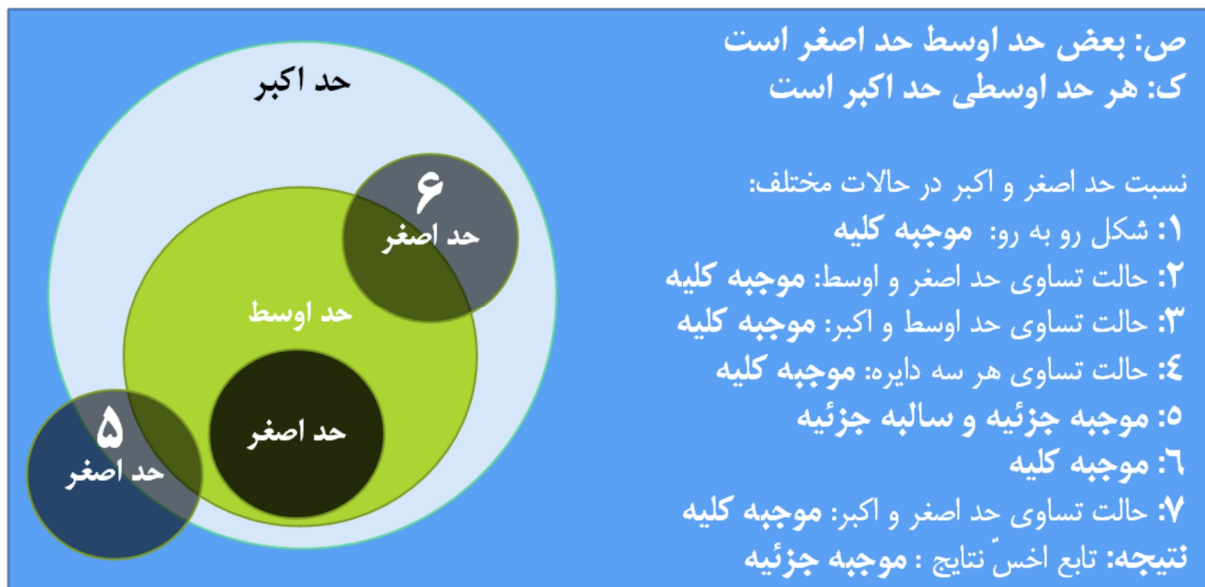 ص: بعض حد اوسط حد اصغر است
ک: هر حد اوسطی حد اکبر است
نسبت حد اصغر و اکبر در حالات مختلف:
۱: شکل رو به رو: موجبه کلیه
۲: حالت تساوی حد اصغر و اوسط: موجبه کلیه
۳: حالت تساوی حد اوسط و اکبر: موجبه کلیه
٤: حالت تساوی هر سه دایره: موجبه کلیه
٥: موجبه جزئیه و سالبه جزئیه
٦: موجبه کلیه
۷: حالت تساوی حد اصغر و اکبر: موجبه کلیه
نتیجه: تابع اخسّ نتایج : موجبه جزئیه
حد اکبر
۶
حد اصغر
حد اوسط
حد اصغر
۵
حد اصغر